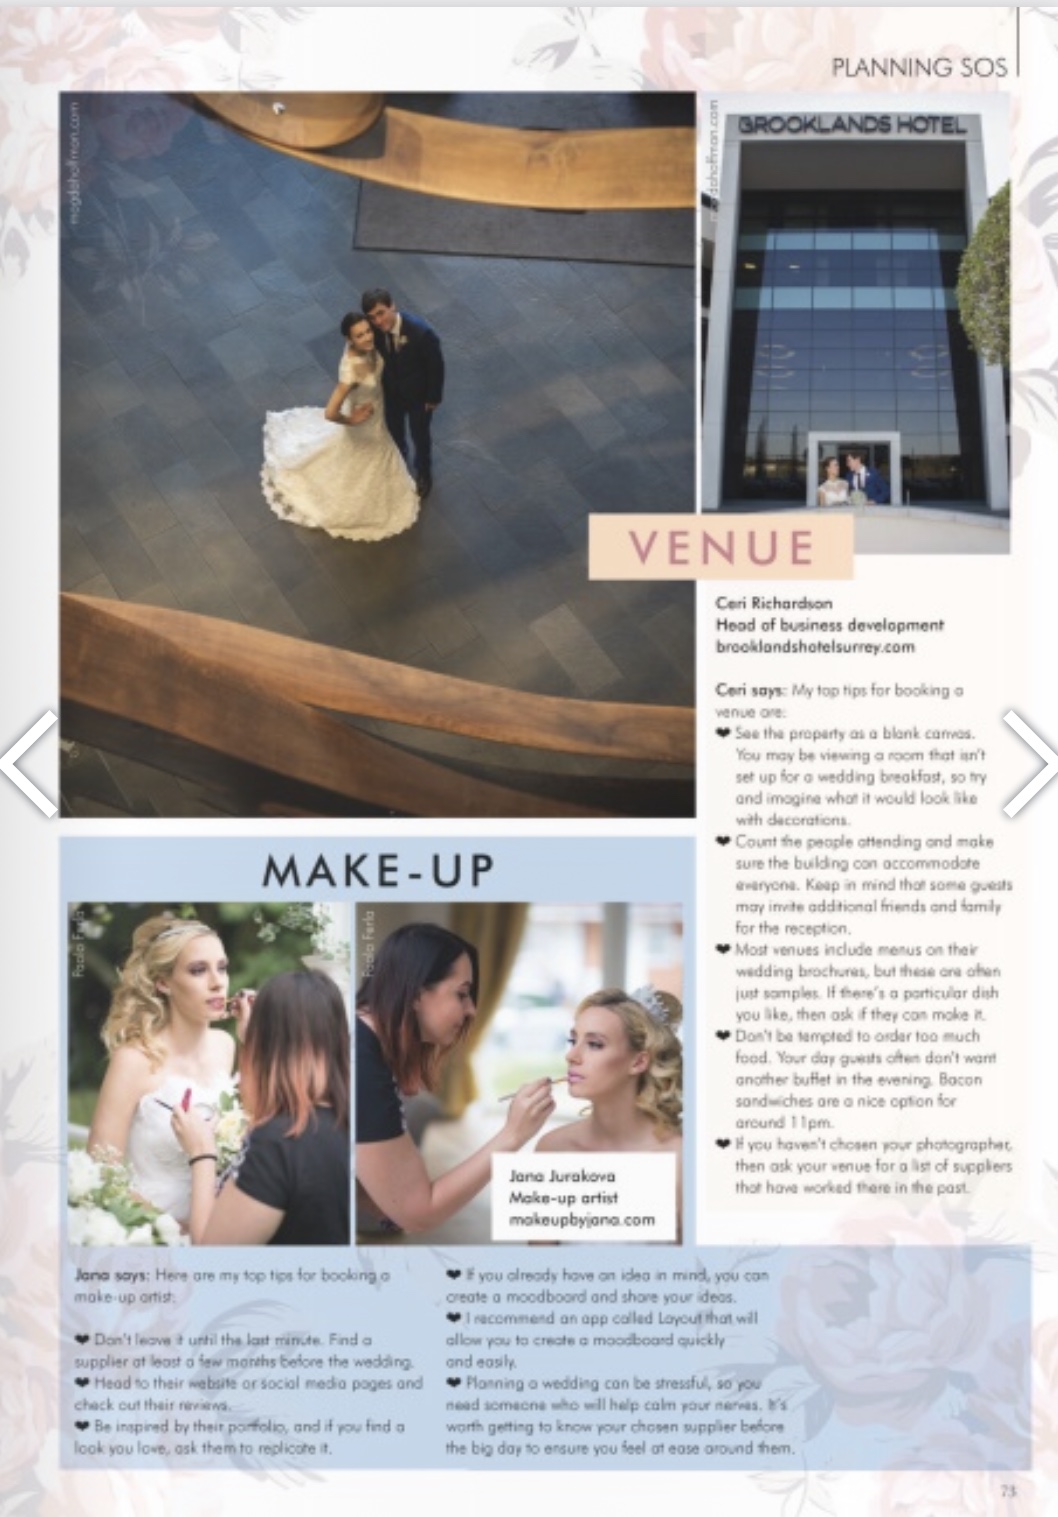 PLANNING SOS
magdahoffman.com
magdahoffman.com
BROOKLANDS HOTEL
VENUE
Ceri Richardson
Head of business development
brooklandshotelsurrey.com
Ceri says: My top tips for booking a
venue are:
❤ See the property as a blank canvas.
You may be viewing a room that isn't
set up for a wedding breakfast, so try
and imagine what it would look like
with decorations.
❤ Count the people attending and make
sure the building can accommodate
everyone. Keep in mind that some guests
may invite additional friends and family
for the reception.
❤ Most venues include menus on their
wedding brochures, but these are often
just samples. If there's a particular dish
you like, then ask if they can make it.
❤ Don't be tempted to order too much
food. Your day guests often don't want
another buffet in the evening. Bacon
sandwiches are a nice option for
around 11pm.
❤ If you haven't chosen your photographer,
then ask your venue for a list of suppliers
that have worked there in the past.
MAKE-UP
Paola Ferla
Paola Ferla
Jana Jurakova
Make-up artist
makeupbyjana.com
Jana says: Here are my top tips for booking a
make-up artist:
❤ Don't leave it until the last minute. Find a
supplier at least a few months before the wedding.
❤ Head to their website or social media pages and
check out their reviews.
❤ Be inspired by their portfolio, and if you find a
look you love, ask them to replicate it.
❤ If you already have an idea in mind, you can
create a moodboard and share your ideas.
❤ I recommend an app called Layout that will
allow you to create a moodboard quickly
and easily.
❤ Planning a wedding can be stressful, so you
need someone who will help calm your nerves. It's
worth getting to know your chosen supplier before
the big day to ensure you feel at ease around them.
73